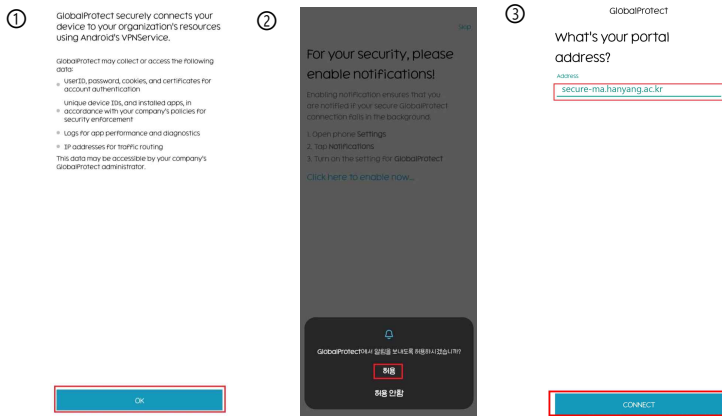 ①
GlobalProtect securely connects your
device to your organization's resources
using Android's VPNService.
GlobalProtect may collect or access the following
data:
userID, password, cookies, and certificates for
account authentication
Unique device IDs, and installed apps, in
accordance with your company's policies for
security enforcement
Logs for app performance and diagnostics
IP addresses for traffic routing
This data may be accessible by your company's
GlobalProtect administrator.
OK
②
Skip
For your security, please
enable notifications!
Enabling notification ensures that you
are notified if your secure GlobalProtect
connection fails in the background.
1. Open phone Settings
2. Tap Notifications
3. Turn on the setting for GlobalProtect
Click here to enable now...
GlobalProtect에서 알림을 보내도록 허용하시겠습니까?
허용
허용 안함
③
GlobalProtect
What's your portal
address?
Address
secure-ma.hanyang.ac.kr
CONNECT